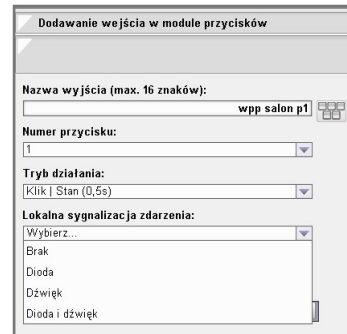 Dodawanie wejścia w module przycisków
Nazwa wyjścia (max. 16 znaków):
wpp salon p1
Numer przycisku:
1
Tryb działania:
Klik | Stan (0,5s)
Lokalna sygnalizacja zdarzenia:
Wybierz...
Brak
Dioda
Dźwięk
Dioda i dźwięk